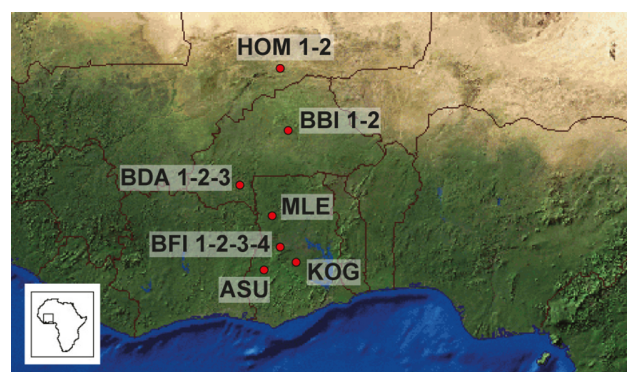 HOM 1-2
BBI 1-2
BDA 1-2-3
MLE
BFI 1-2-3-4
KOG
ASU